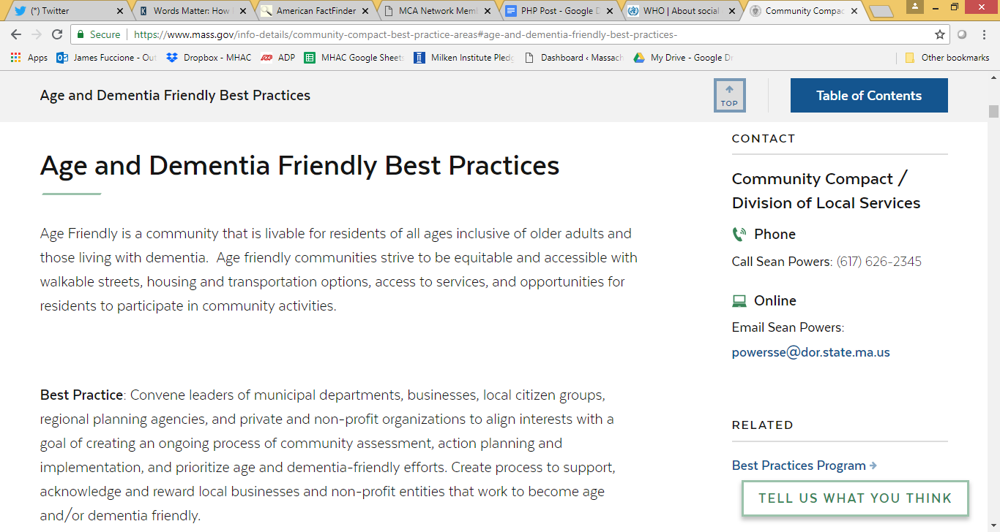 (*) Twitter
Words Matter: How
American FactFinder
MCA Network Mem
PHP Post - Google D
WHO | About social
Community Compac
Secure
https://www.mass.gov/info-details/community-compact-best-practice-areas#age-and-dementia-friendly-best-practices-
Apps
James Fuccione - Out
Dropbox - MHAC
ADP
MHAC Google Sheets
Milken Institute Pledg
Dashboard ‹ Massach
My Drive - Google Dr
Other bookmarks
Age and Dementia Friendly Best Practices
TOP
Table of Contents
Age and Dementia Friendly Best Practices
Age Friendly is a community that is livable for residents of all ages inclusive of older adults and
those living with dementia.  Age friendly communities strive to be equitable and accessible with
walkable streets, housing and transportation options, access to services, and opportunities for
residents to participate in community activities.
Best Practice: Convene leaders of municipal departments, businesses, local citizen groups,
regional planning agencies, and private and non-profit organizations to align interests with a
goal of creating an ongoing process of community assessment, action planning and
implementation, and prioritize age and dementia-friendly efforts. Create process to support,
acknowledge and reward local businesses and non-profit entities that work to become age
and/or dementia friendly.
CONTACT
Community Compact /
Division of Local Services
Phone
Call Sean Powers: (617) 626-2345
Online
Email Sean Powers:
powersse@dor.state.ma.us
RELATED
Best Practices Program
TELL US WHAT YOU THINK